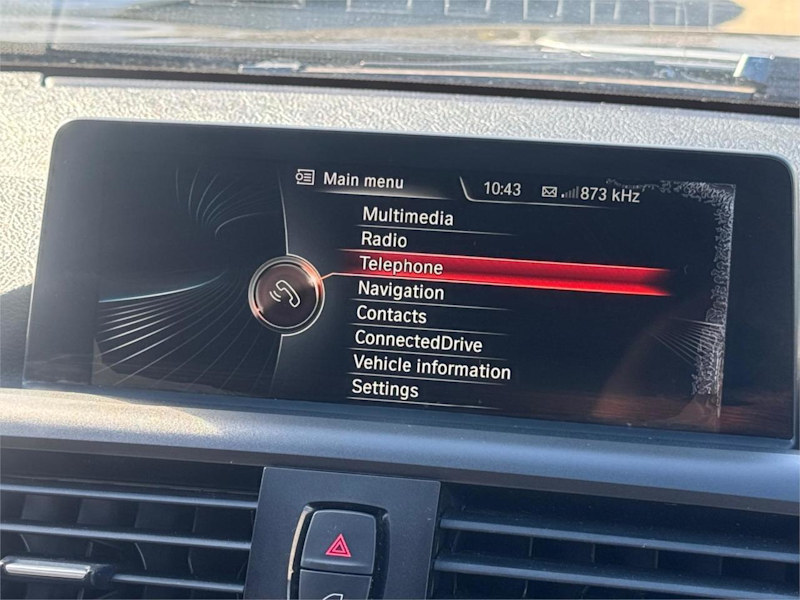 Main menu 10:43 873 kHz
Multimedia
Radio
Telephone
Navigation
Contacts
ConnectedDrive
Vehicle information
Settings